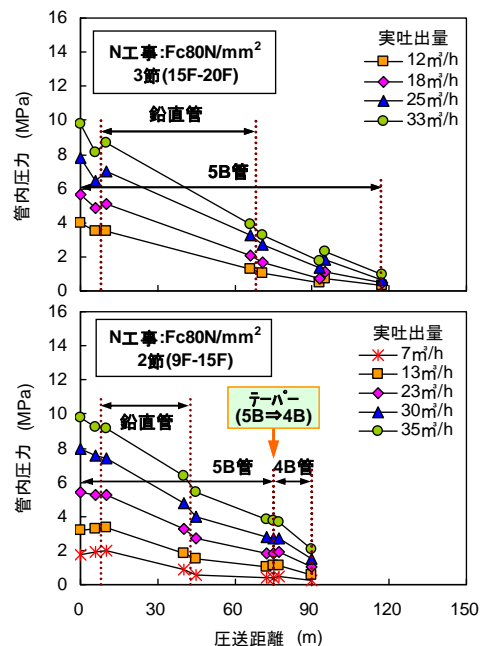 N工事:Fc80N/mm²
3節(15F-20F)
実吐出量
12㎥/h
18㎥/h
25㎥/h
33㎥/h
鉛直管
5B管
管内圧力 (MPa)
16
14
12
10
8
6
4
2
0
N工事:Fc80N/mm²
2節(9F-15F)
実吐出量
7㎥/h
13㎥/h
23㎥/h
30㎥/h
35㎥/h
テーパー
(5B⇒4B)
鉛直管
5B管
4B管
管内圧力 (MPa)
16
14
12
10
8
6
4
2
0
0 30 60 90 120 150
圧送距離 (m)